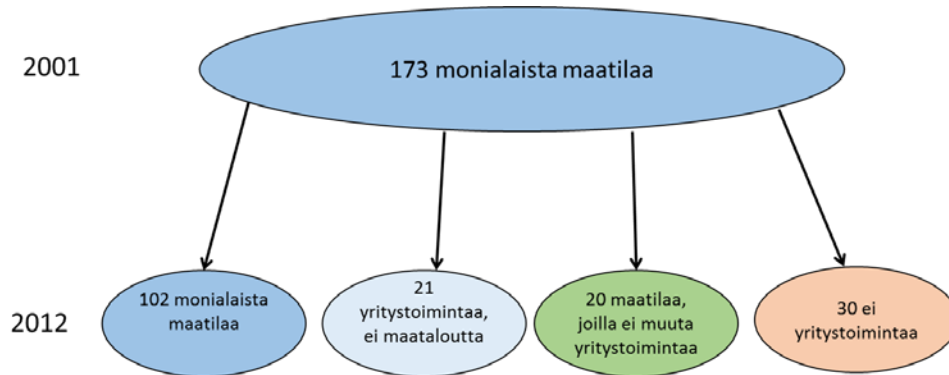 2001
173 monialaista maatilaa
2012
102 monialaista
maatilaa
21
yritystoimintaa,
ei maataloutta
20 maatilaa,
joilla ei muuta
yritystoimintaa
30 ei
yritystoimintaa